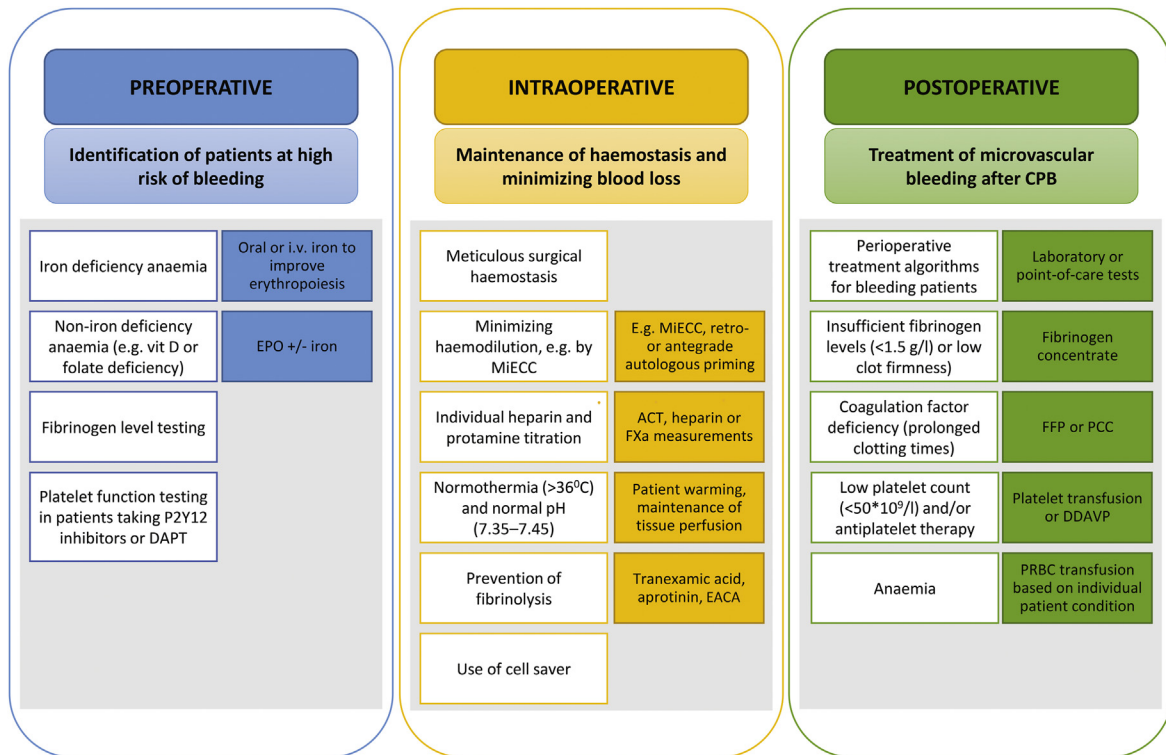 PREOPERATIVE
Identification of patients at high
risk of bleeding
Iron deficiency anaemia
Oral or i.v. iron to
improve
erythropoiesis
Non-iron deficiency
anaemia (e.g. vit D or
folate deficiency)
EPO +/- iron
Fibrinogen level testing
Platelet function testing
in patients taking P2Y12
inhibitors or DAPT
INTRAOPERATIVE
Maintenance of haemostasis and
minimizing blood loss
Meticulous surgical
haemostasis
Minimizing
haemodilution, e.g. by
MiECC
E.g. MiECC, retro-
or antegrade
autologous priming
Individual heparin and
protamine titration
ACT, heparin or
FXa measurements
Normothermia (>36⁰C)
and normal pH
(7.35–7.45)
Patient warming,
maintenance of
tissue perfusion
Prevention of
fibrinolysis
Tranexamic acid,
aprotinin, EACA
Use of cell saver
POSTOPERATIVE
Treatment of microvascular
bleeding after CPB
Perioperative
treatment algorithms
for bleeding patients
Laboratory or
point-of-care tests
Insufficient fibrinogen
levels (<1.5 g/l) or low
clot firmness)
Fibrinogen
concentrate
Coagulation factor
deficiency (prolonged
clotting times)
FFP or PCC
Low platelet count
(<50*10⁹/l) and/or
antiplatelet therapy
Platelet transfusion
or DDAVP
Anaemia
PRBC transfusion
based on individual
patient condition